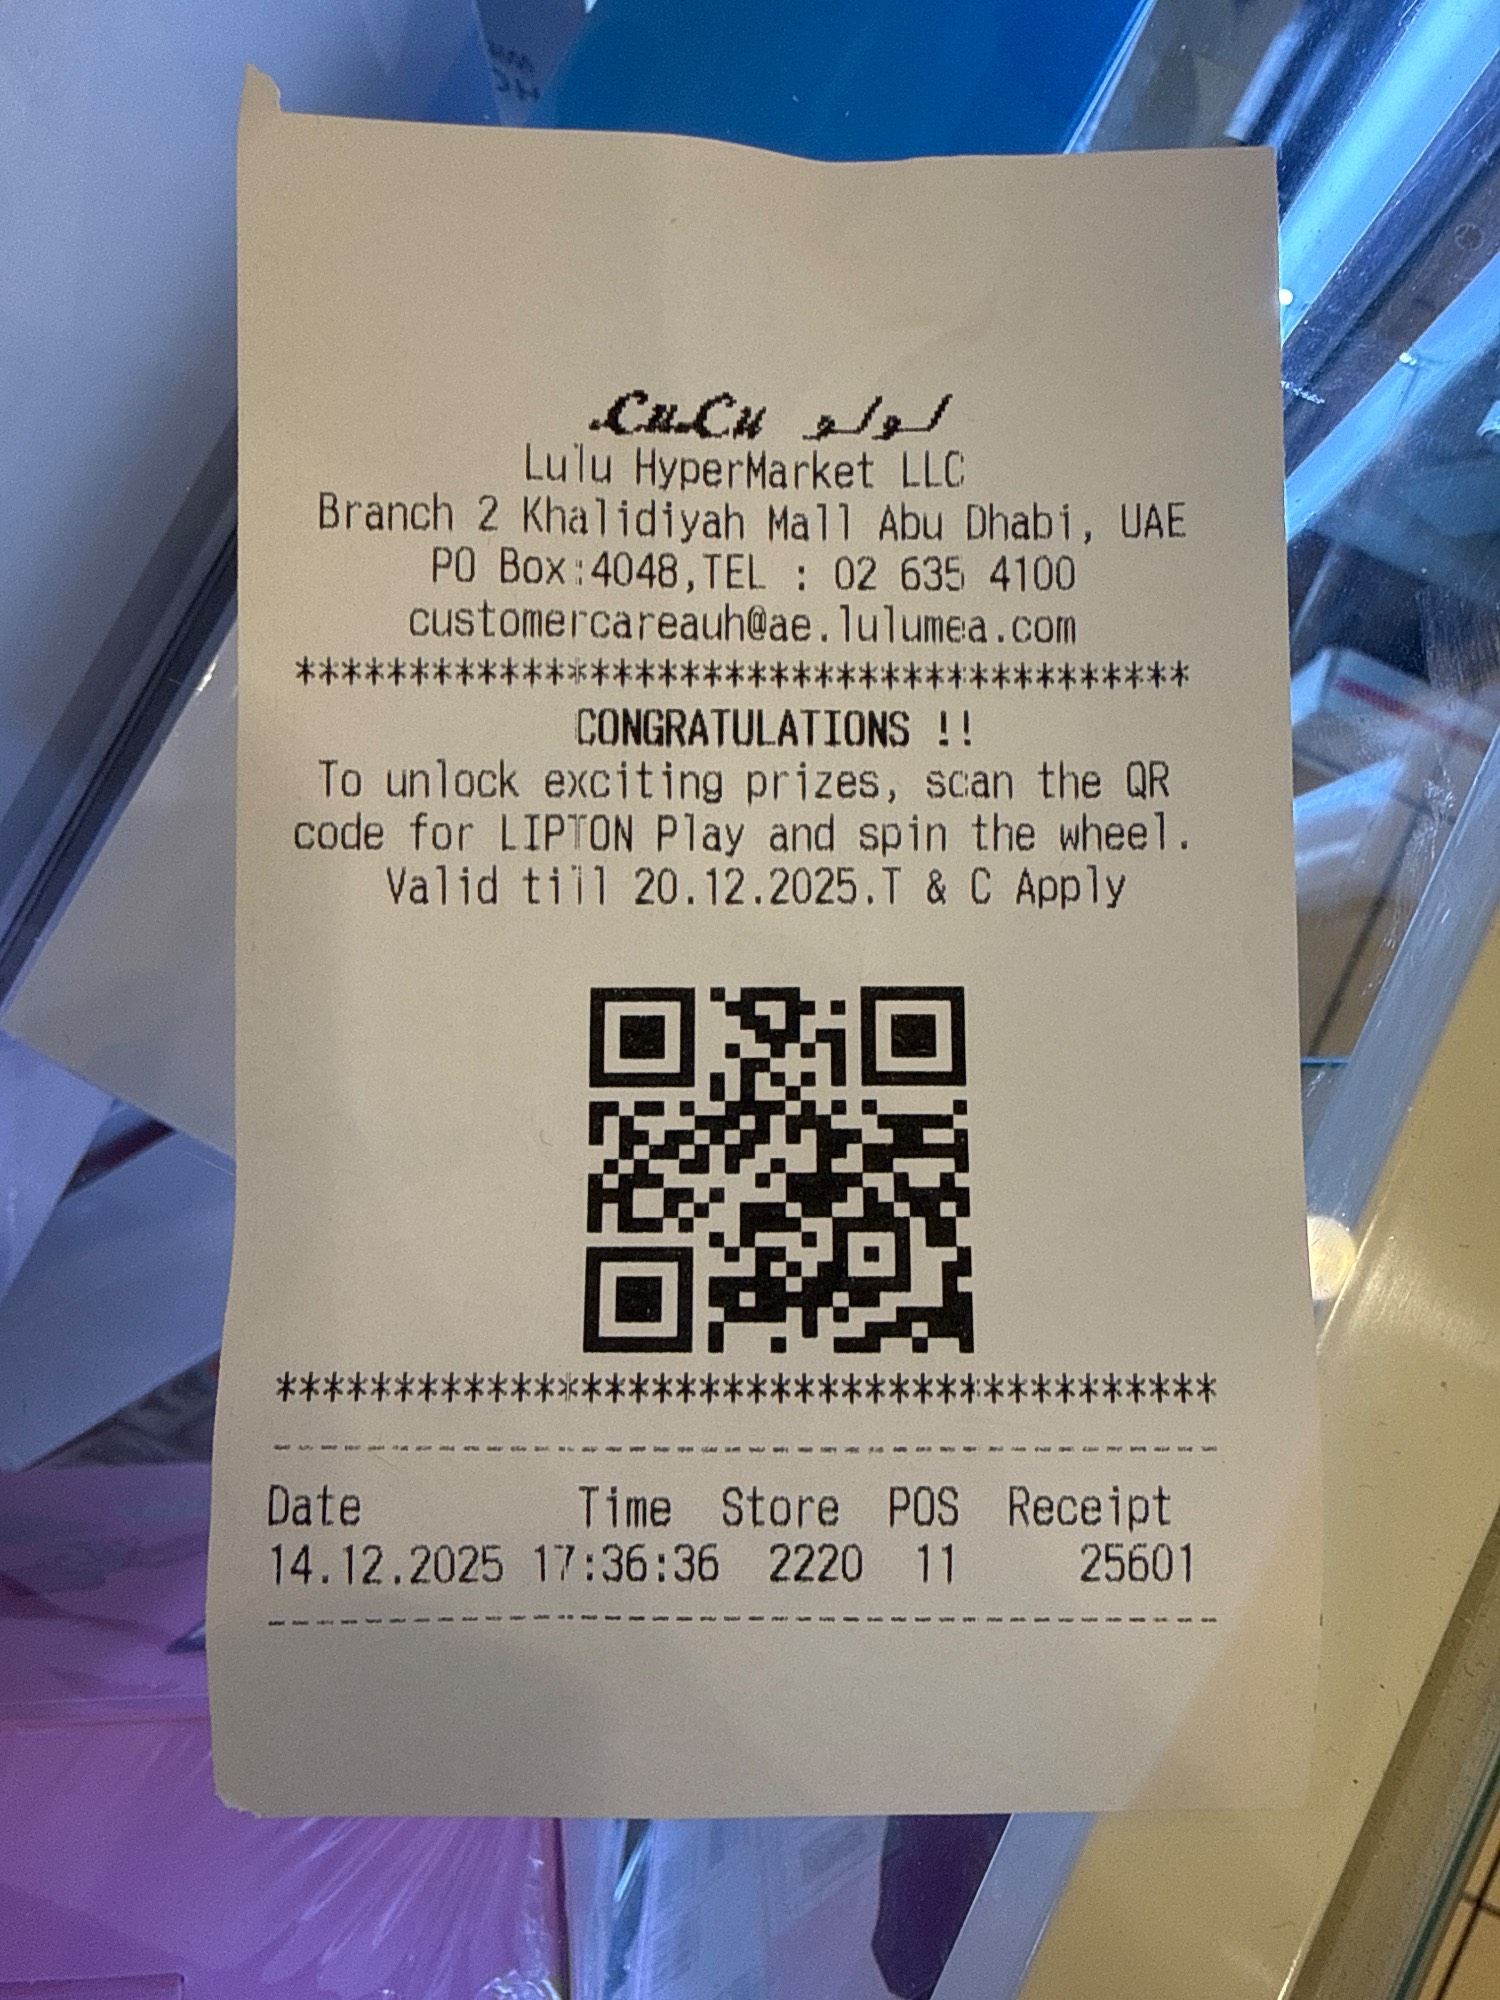 LuLu لولو
Lulu HyperMarket LLC
Branch 2 Khalidiyah Mall Abu Dhabi, UAE
PO Box:4048,TEL : 02 635 4100
customercareauh@ae.lulumea.com
***************************************
CONGRATULATIONS !!
To unlock exciting prizes, scan the QR
code for LIPTON Play and spin the wheel.
Valid till 20.12.2025.T & C Apply
****************************************
----------------------------------------
Date Time Store POS Receipt
14.12.2025 17:36:36 2220 11 25601
----------------------------------------